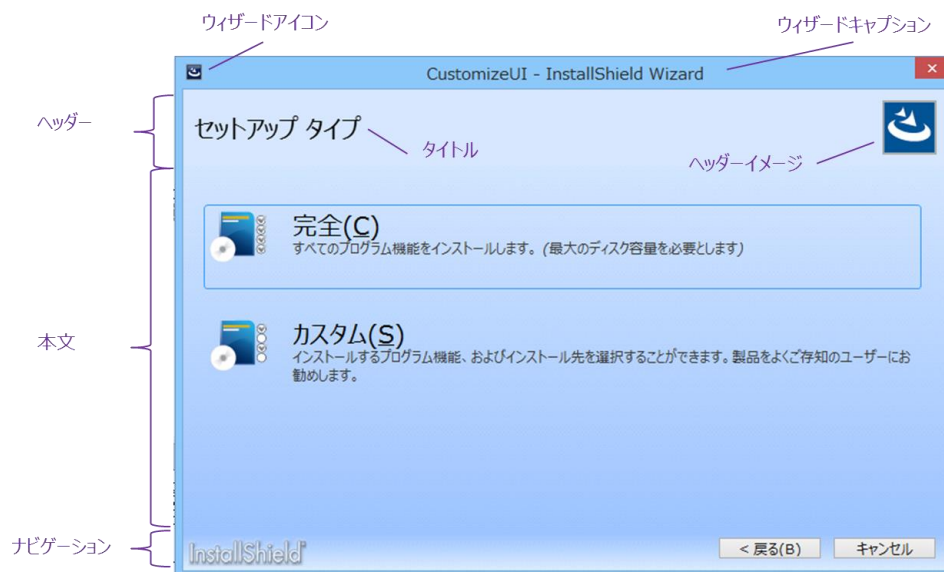 ウィザードアイコン
ウィザードキャプション
CustomizeUI - InstallShield Wizard
ヘッダー
セットアップ タイプ
タイトル
ヘッダーイメージ
完全(C)
すべてのプログラム機能をインストールします。(最大のディスク容量を必要とします)
本文
カスタム(S)
インストールするプログラム機能、およびインストール先を選択することができます。製品をよくご存知のユーザーにお
勧めします。
ナビゲーション
InstallShield
< 戻る(B)
キャンセル